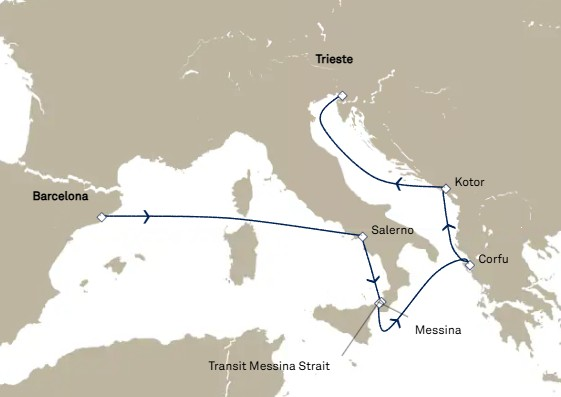 Trieste
Kotor
Barcelona
Salerno
Corfu
Messina
Transit Messina Strait